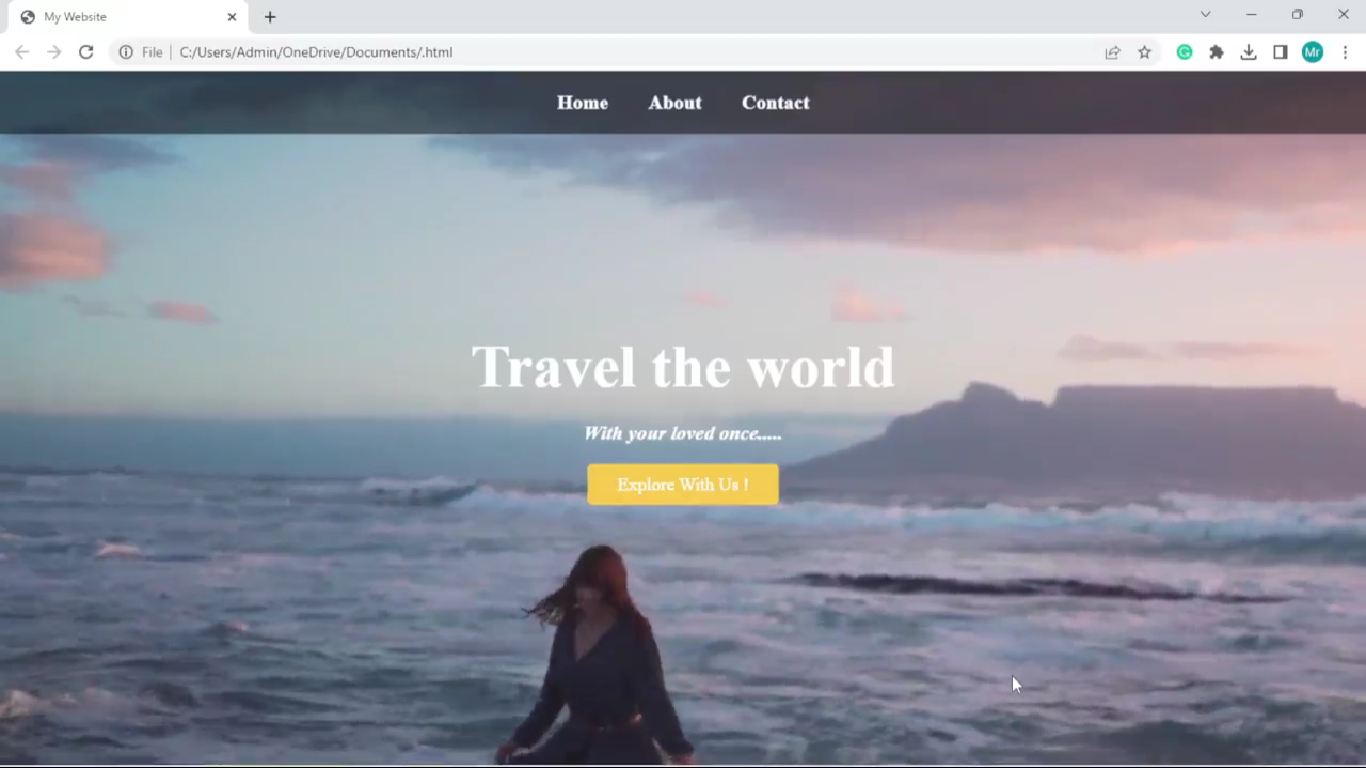 My Website
File C:/Users/Admin/OneDrive/Documents/.html
Mr
Home About Contact
Travel the world
With your loved once.....
Explore With Us !